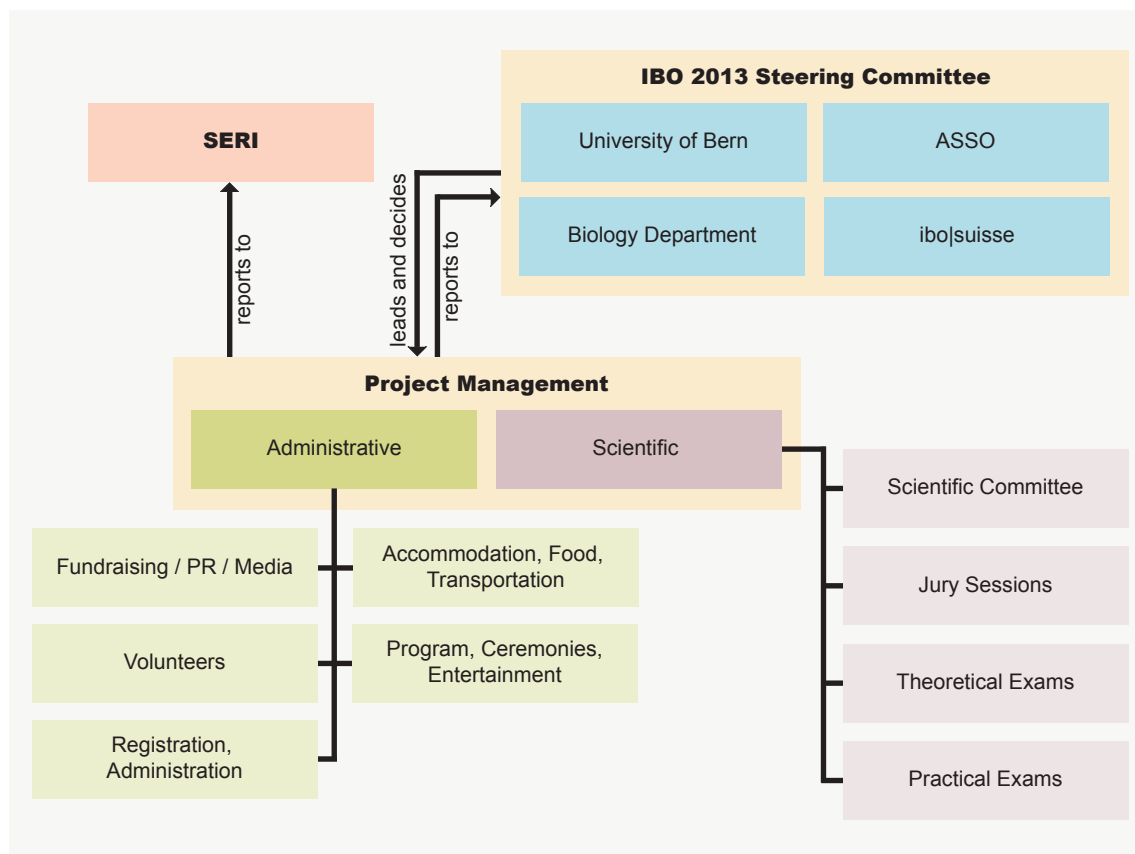 IBO 2013 Steering Committee
SERI
University of Bern
ASSO
Biology Department
ibo|suisse
reports to
leads and decides
reports to
Project Management
Administrative
Scientific
Scientific Committee
Jury Sessions
Theoretical Exams
Practical Exams
Fundraising / PR / Media
Accommodation, Food,
Transportation
Volunteers
Program, Ceremonies,
Entertainment
Registration,
Administration